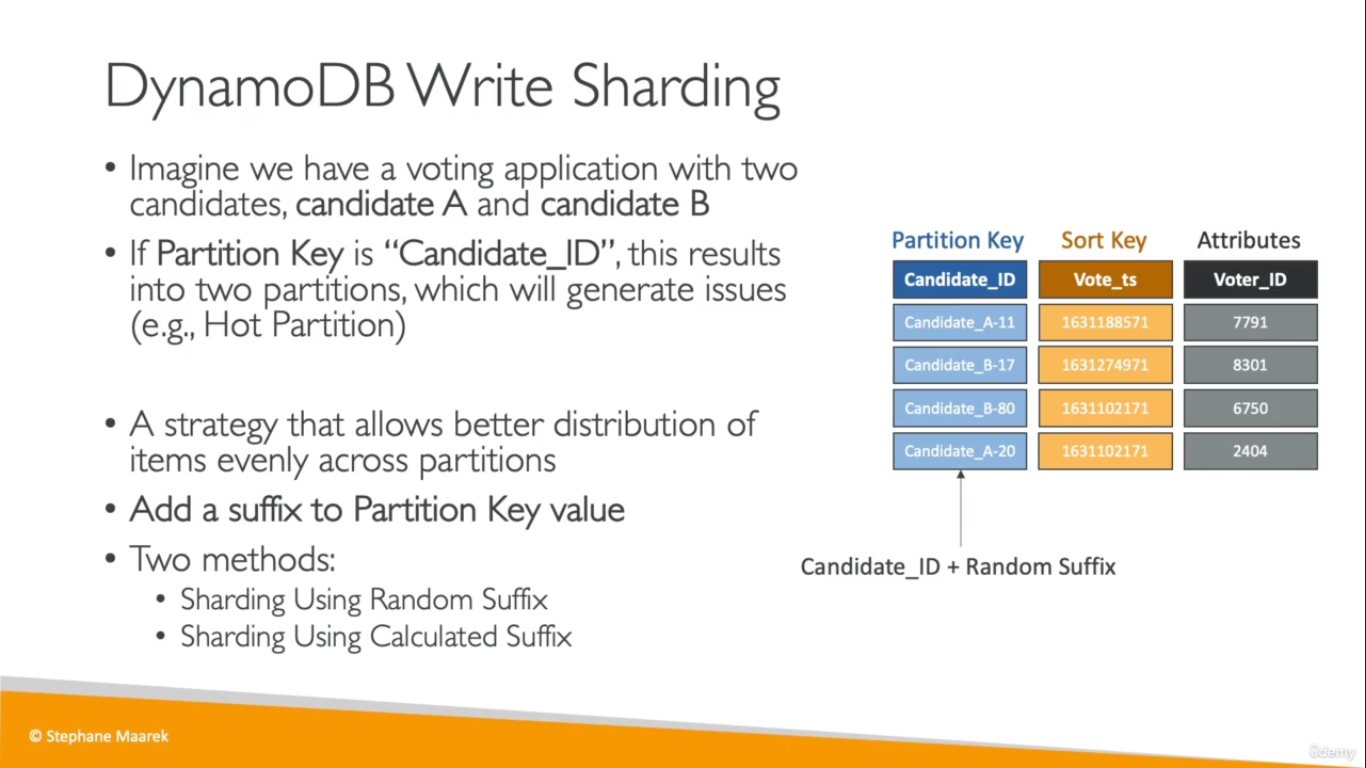 DynamoDB Write Sharding
• Imagine we have a voting application with two
candidates, candidate A and candidate B
• If Partition Key is “Candidate_ID”, this results
into two partitions, which will generate issues
(e.g., Hot Partition)
• A strategy that allows better distribution of
items evenly across partitions
• Add a suffix to Partition Key value
• Two methods:
• Sharding Using Random Suffix
• Sharding Using Calculated Suffix
Partition Key Sort Key Attributes
Candidate_ID Vote_ts Voter_ID
Candidate_A-11 1631188571 7791
Candidate_B-17 1631274971 8301
Candidate_B-80 1631102171 6750
Candidate_A-20 1631102171 2404
Candidate_ID + Random Suffix
© Stephane Maarek
ûdemy